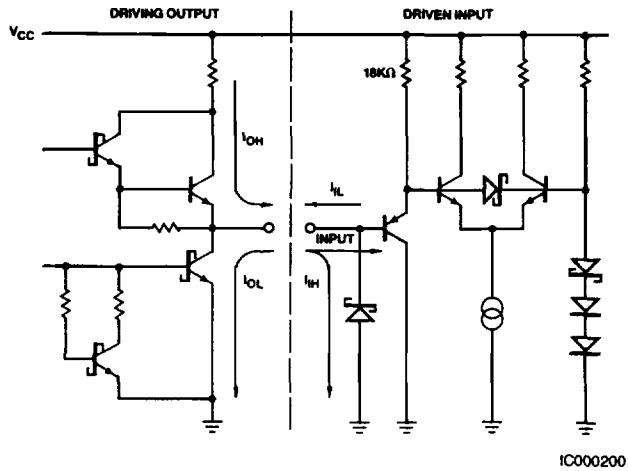 DRIVING OUTPUT
DRIVEN INPUT
VCC
18KΩ
IOH
IIL
INPUT
IOL
IIH
IC000200